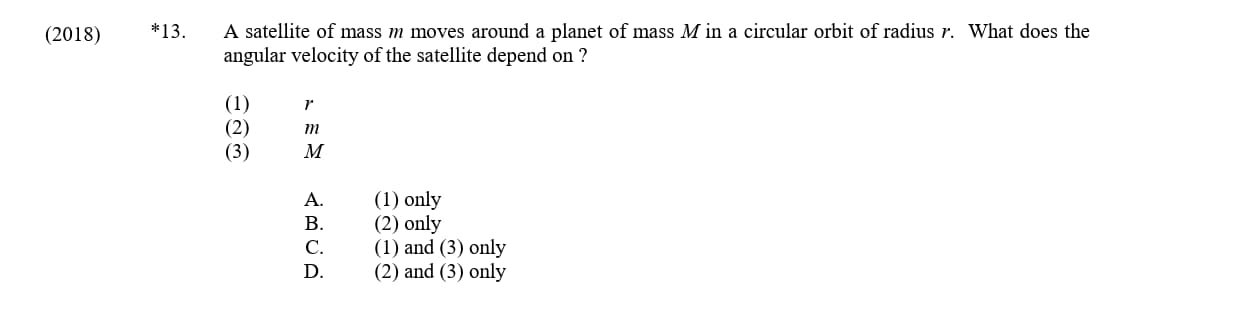 (2018) *13. A satellite of mass m moves around a planet of mass M in a circular orbit of radius r. What does the
angular velocity of the satellite depend on ?
(1) r
(2) m
(3) M
A. (1) only
B. (2) only
C. (1) and (3) only
D. (2) and (3) only